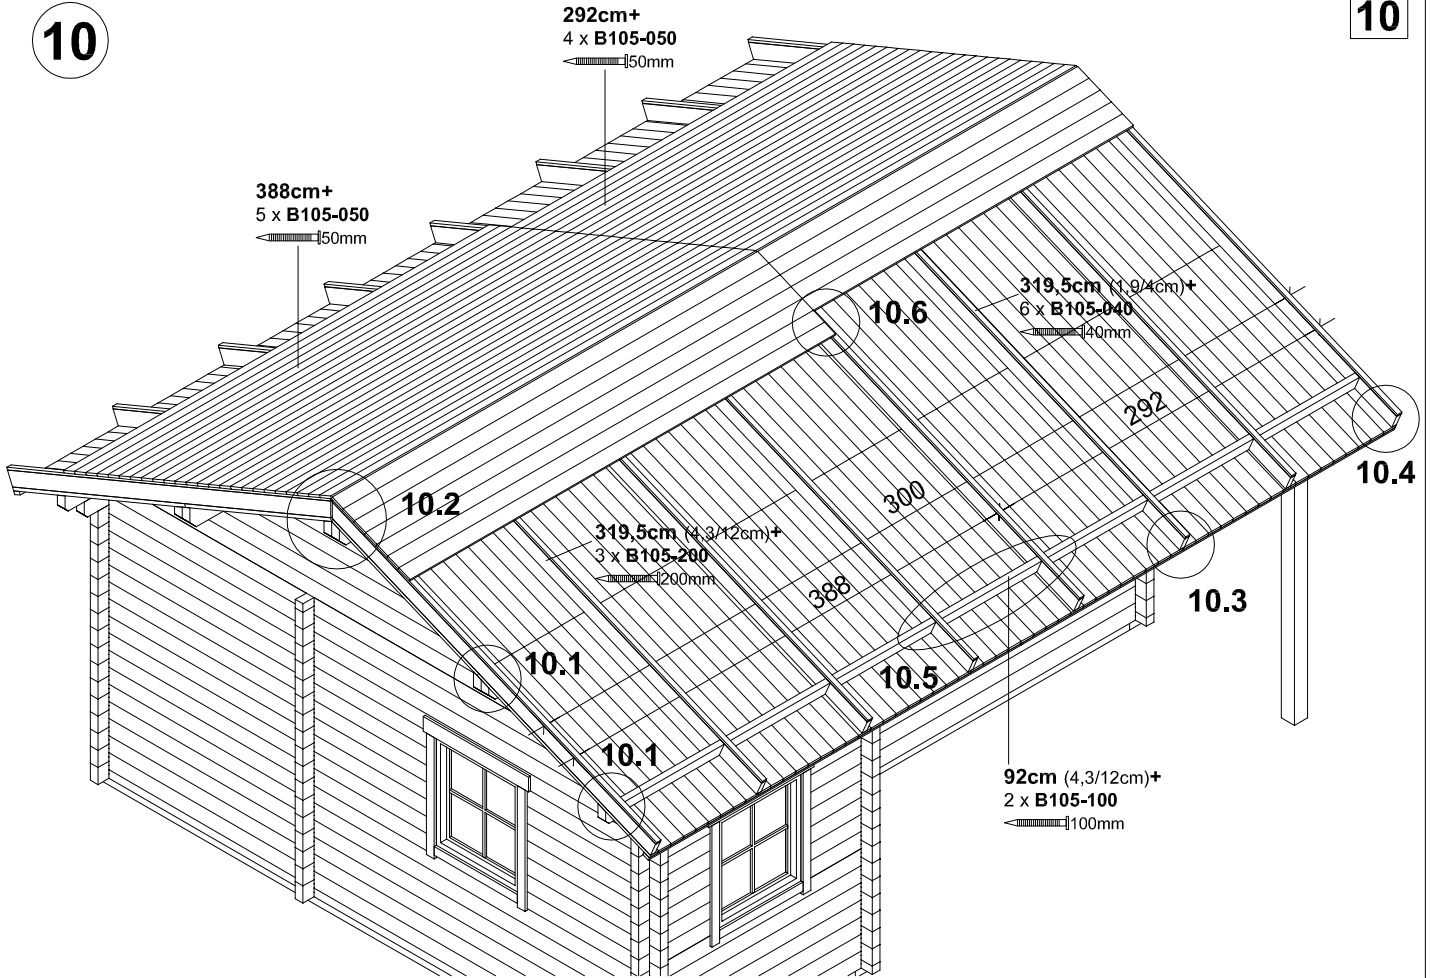 10
292cm+
4 x B105-050
50mm
10
388cm+
5 x B105-050
50mm
319,5cm (1,9/4cm)+
6 x B105-040
40mm
10.6
292
10.4
300
10.2
319,5cm (4,3/12cm)+
3 x B105-200
200mm
388
10.3
10.1
10.5
10.1
92cm (4,3/12cm)+
2 x B105-100
100mm